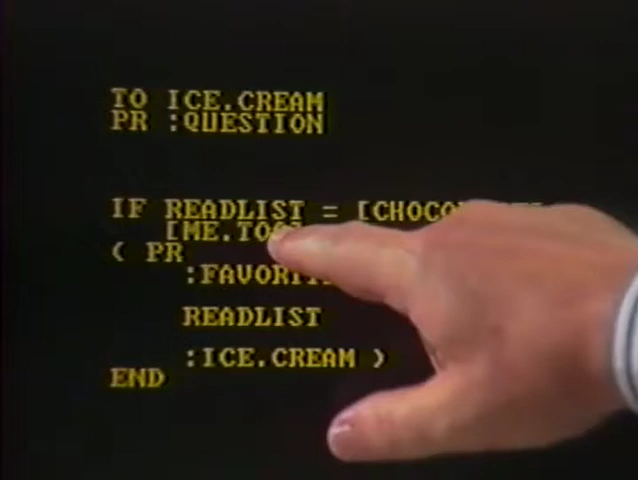 TO ICE.CREAM
PR :QUESTION
IF READLIST = [CHOCO
[ME.TOO]
( PR
:FAVORI
READLIST
:ICE.CREAM )
END